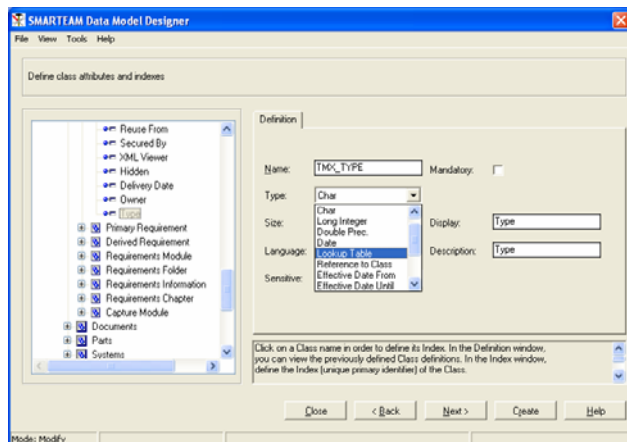 SMARTEAM Data Model Designer
File View Tools Help
Define class attributes and indexes
Reuse From
Secured By
XML Viewer
Hidden
Delivery Date
Owner
Type
Primary Requirement
Derived Requirement
Requirements Module
Requirements Folder
Requirements Information
Requirements Chapter
Capture Module
Documents
Parts
Systems
Definition
Name: TMX_TYPE Mandatory:
Type: Char
Char
Long Integer
Double Prec.
Date
Lookup Table
Reference to Class
Effective Date From
Effective Date Until
Size: Display: Type
Language: Description: Type
Sensitive:
Click on a Class name in order to define its Index. In the Definition window,
you can view the previously defined Class definitions. In the Index window,
define the Index (unique primary identifier) of the Class.
Close < Back Next > Create Help
Mode: Modify